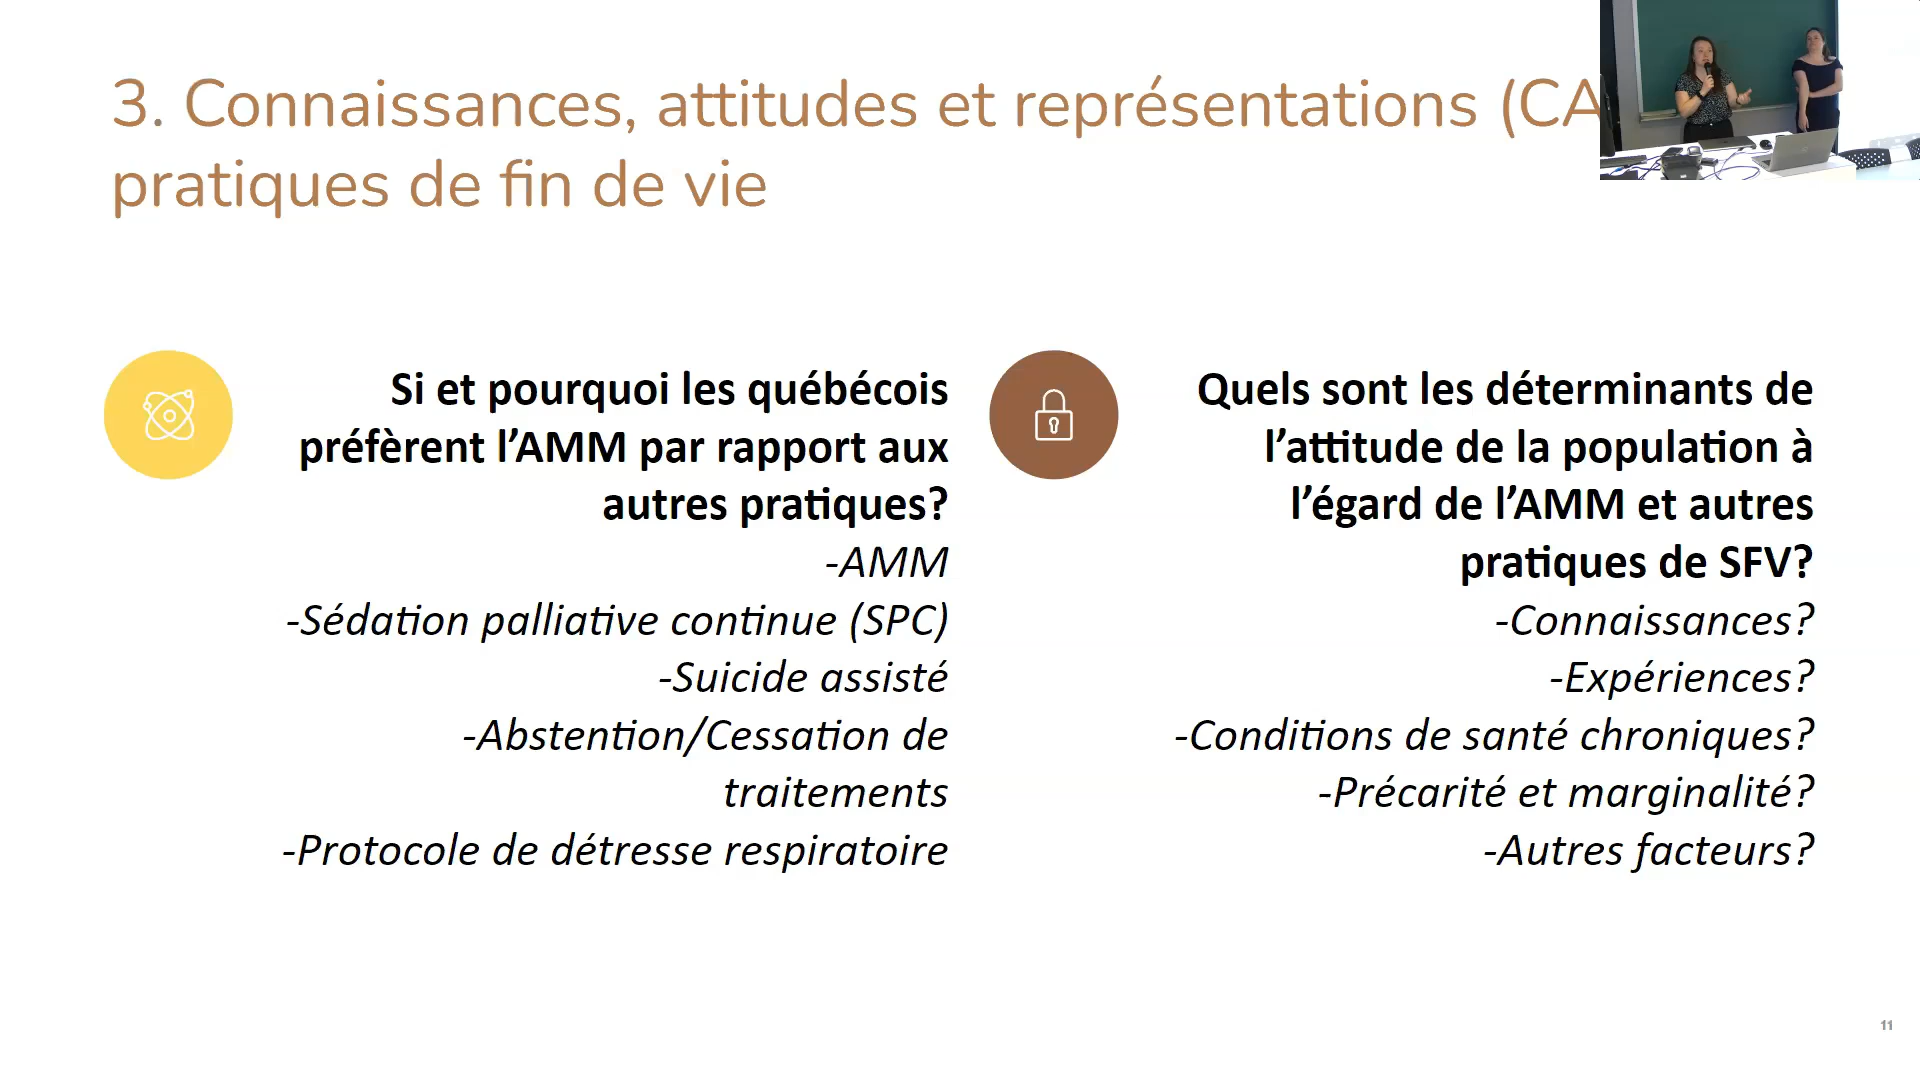 3. Connaissances, attitudes et représentations (CA
pratiques de fin de vie
Si et pourquoi les québécois
préfèrent l’AMM par rapport aux
autres pratiques?
-AMM
-Sédation palliative continue (SPC)
-Suicide assisté
-Abstention/Cessation de
traitements
-Protocole de détresse respiratoire
Quels sont les déterminants de
l’attitude de la population à
l’égard de l’AMM et autres
pratiques de SFV?
-Connaissances?
-Expériences?
-Conditions de santé chroniques?
-Précarité et marginalité?
-Autres facteurs?
11